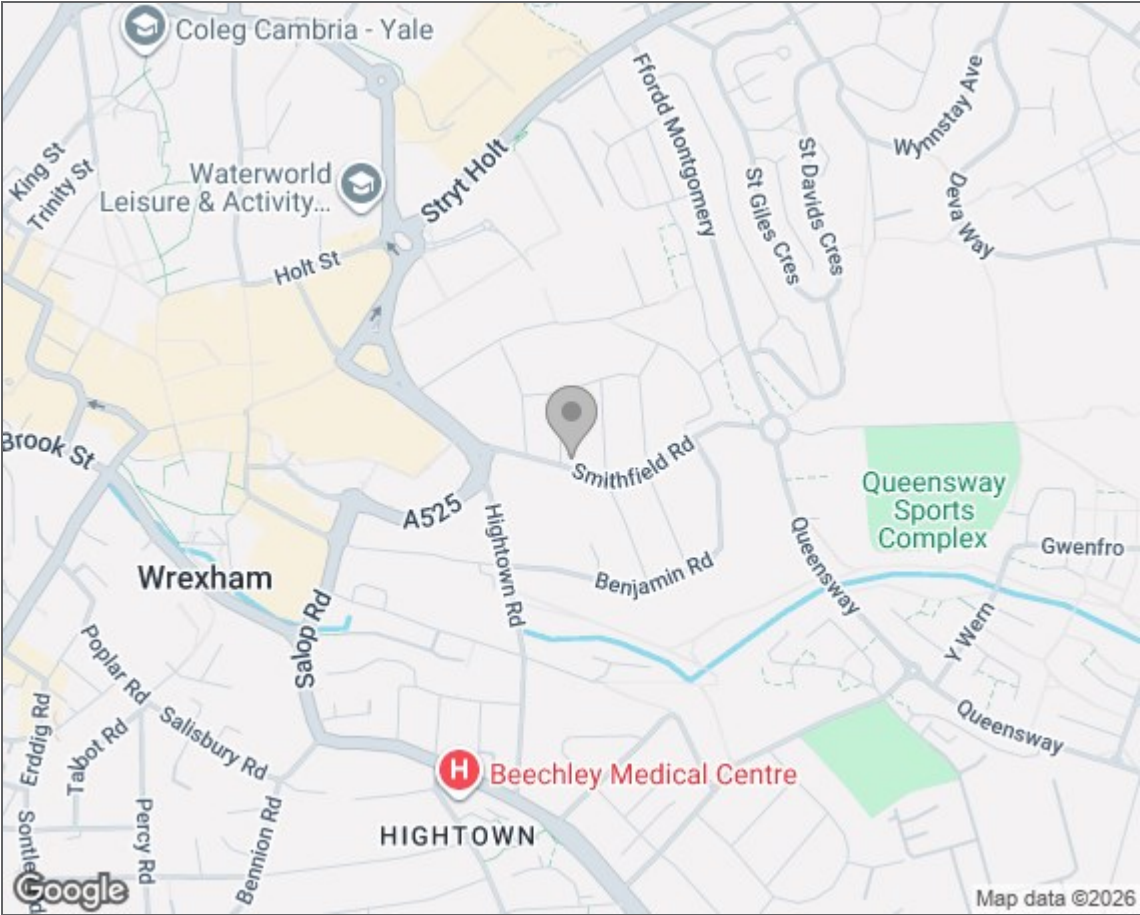 Coleg Cambria - Yale
King St
Trinity St
Waterworld
Leisure & Activity...
Stryt Holt
Holt St
Ffordd Montgomery
St Giles Cres
St Davids Cres
Wynnstay Ave
Deva Way
Brook St
A525
Smithfield Rd
Hightown Rd
Benjamin Rd
Queensway
Sports
Complex
Queensway
Gwenfro
Y Wern
Queensway
Wrexham
Salop Rd
Poplar Rd
Salisbury Rd
Erddig Rd
Talbot Rd
Percy Rd
Bennion Rd
H
Beechley Medical Centre
HIGHTOWN
Google
Map data ©2026